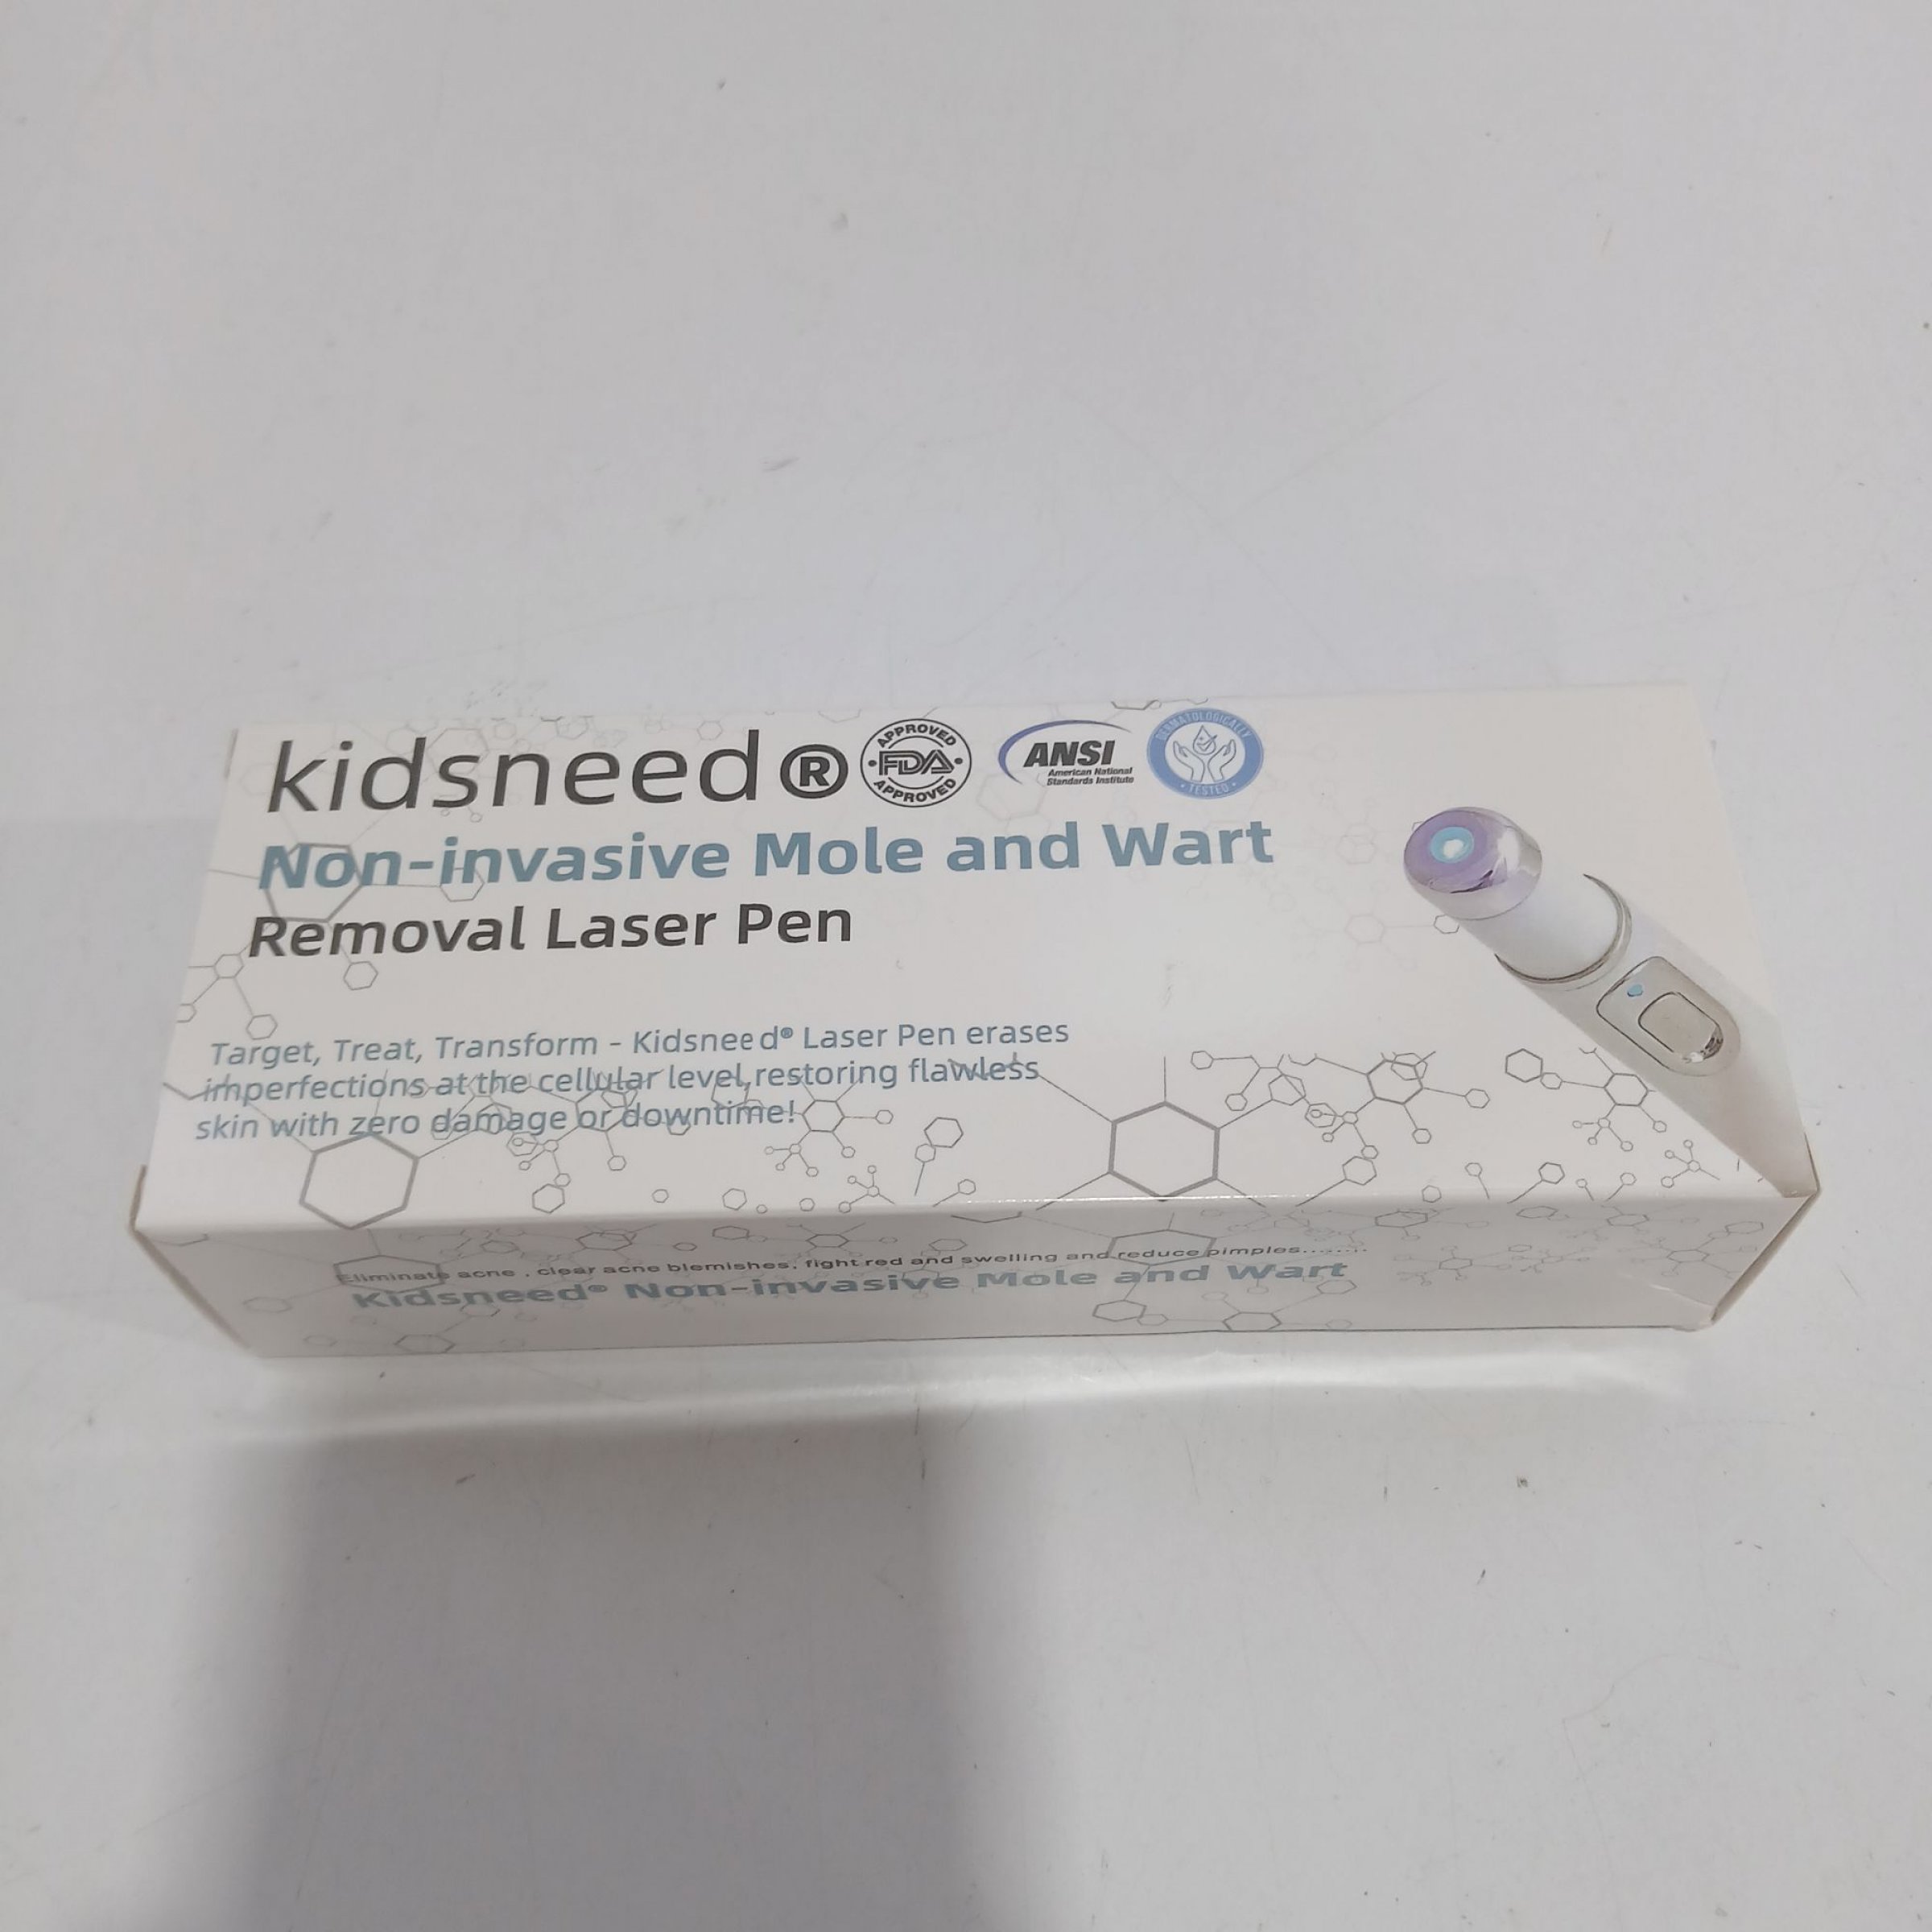 kidsneed®
APPROVED
FDA
APPROVED
ANSI
American National
Standards Institute
DERMATOLOGICALLY
TESTED
Non-invasive Mole and Wart
Removal Laser Pen
Target, Treat, Transform – Kidsneed® Laser Pen erases
imperfections at the cellular level,restoring flawless
skin with zero damage or downtime!
Eliminate acne , clear acne blemishes, fight red and swelling and reduce pimples........
Kidsneed® Non-invasive Mole and Wart